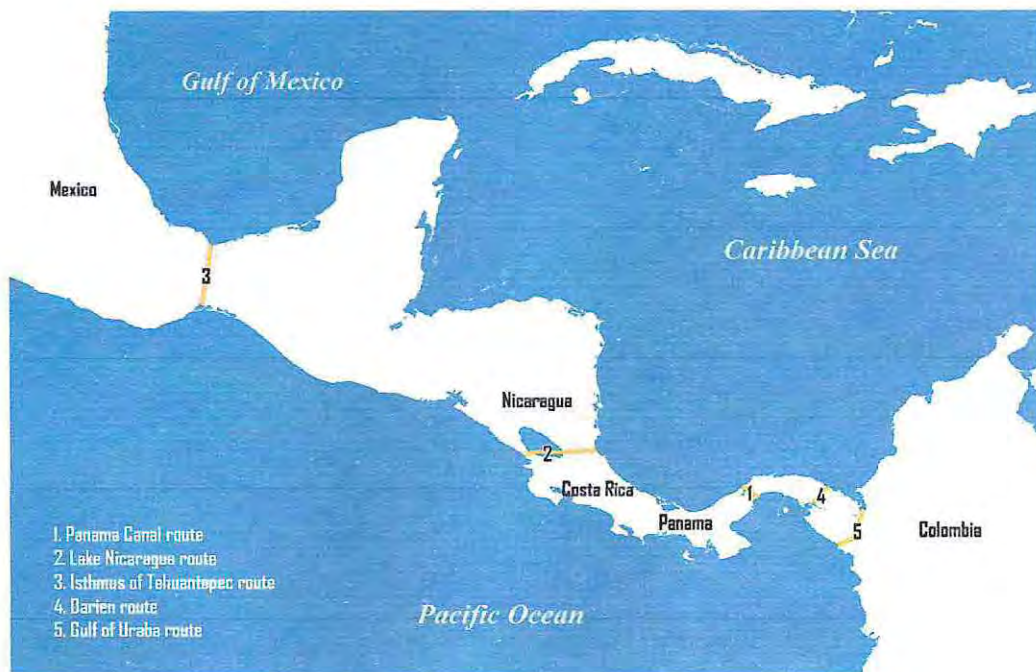 Gulf of Mexico
Mexico
Caribbean Sea
3
Nicaragua
2
Costa Rica
1
4
Panama
5
Colombia
1. Panama Canal route
2. Lake Nicaragua route
3. Isthmus of Tehuantepec route
4. Darien route
5. Gulf of Uraba route
Pacific Ocean